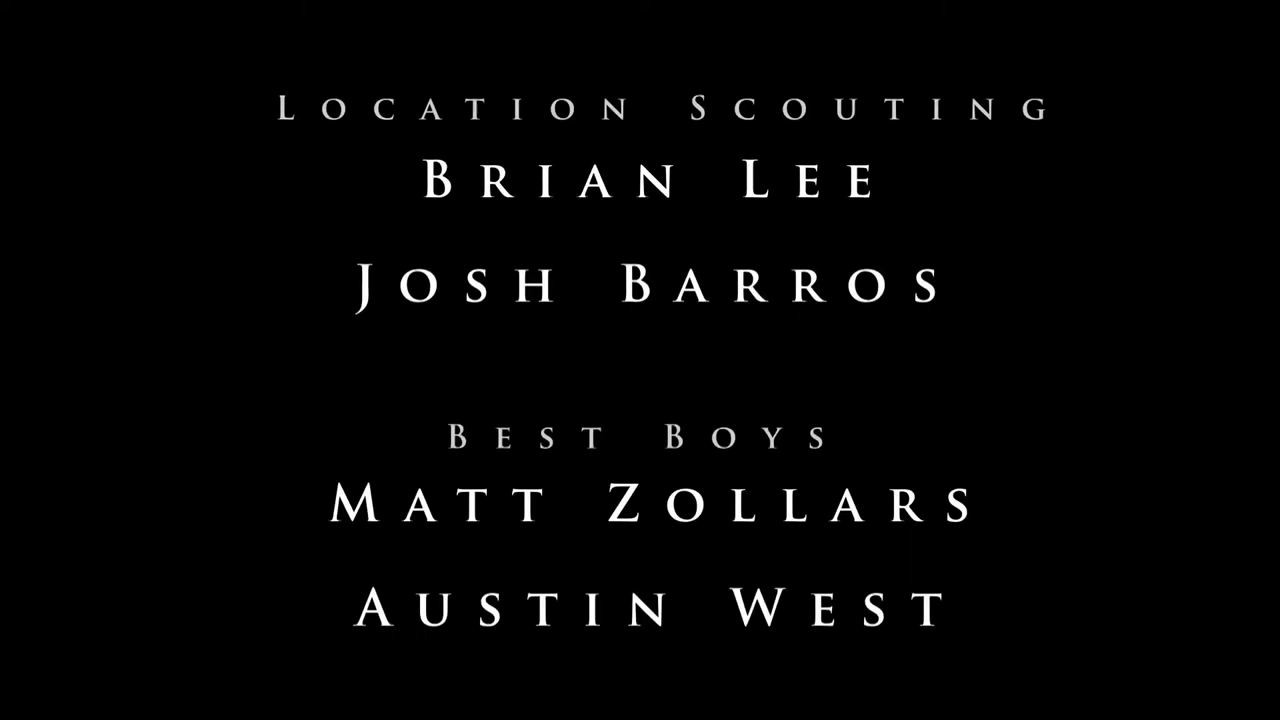 Location Scouting
Brian Lee
Josh Barros
Best Boys
Matt Zollars
Austin West